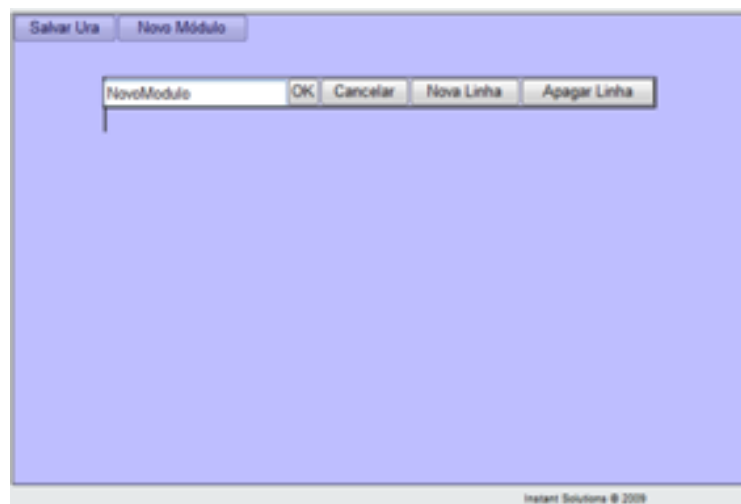 Salvar Ura Novo Módulo
NovoModulo OK Cancelar Nova Linha Apagar Linha
Instant Solutions © 2009